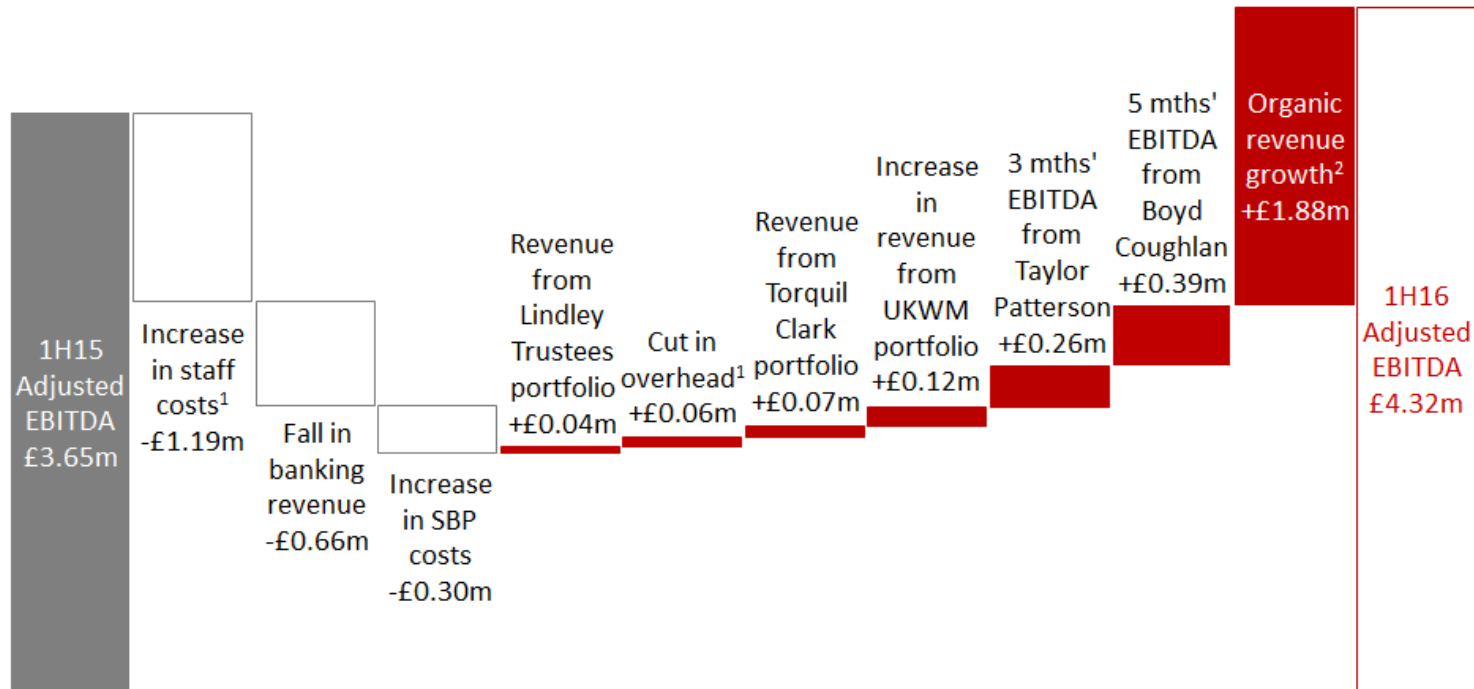 1H15
Adjusted
EBITDA
£3.65m
Increase
in staff
costs¹
-£1.19m
Fall in
banking
revenue
-£0.66m
Increase
in SBP
costs
-£0.30m
Revenue
from
Lindley
Trustees
portfolio
+£0.04m
Cut in
overhead¹
+£0.06m
Revenue
from
Torquil
Clark
portfolio
+£0.07m
Increase
in
revenue
from
UKWM
portfolio
+£0.12m
3 mths'
EBITDA
from
Taylor
Patterson
+£0.26m
5 mths'
EBITDA
from
Boyd
Coughlan
+£0.39m
Organic
revenue
growth²
+£1.88m
1H16
Adjusted
EBITDA
£4.32m